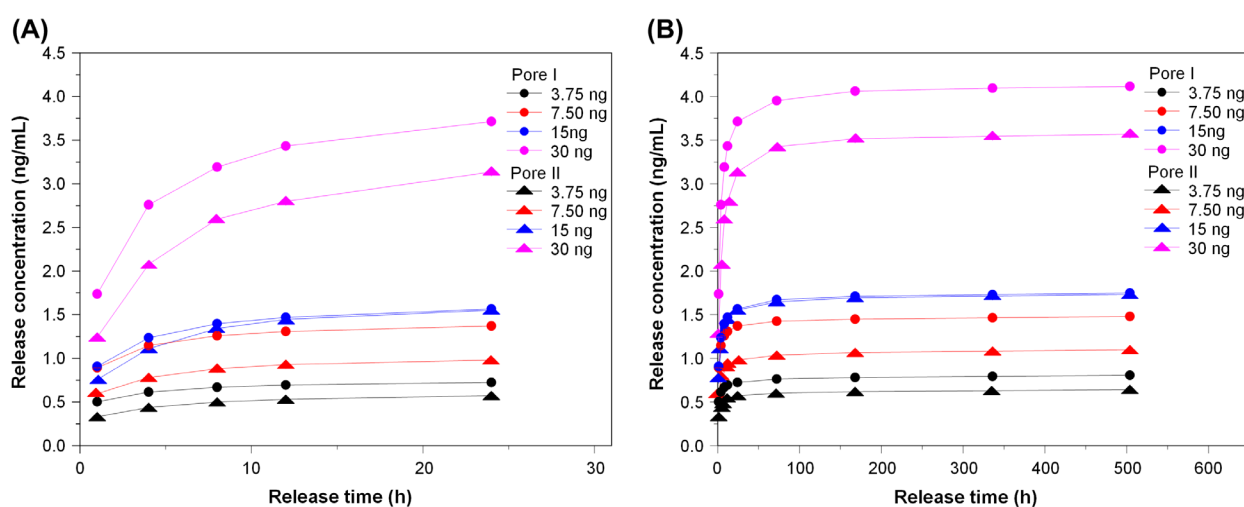 (A)
4.5
4.0
3.5
3.0
2.5
2.0
1.5
1.0
0.5
0.0
Release concentration (ng/mL)
0
10
20
30
Release time (h)
Pore I
3.75 ng
7.50 ng
15ng
30 ng
Pore II
3.75 ng
7.50 ng
15 ng
30 ng
(B)
4.5
4.0
3.5
3.0
2.5
2.0
1.5
1.0
0.5
0.0
Release concentration (ng/mL)
0
100
200
300
400
500
600
Release time (h)
Pore I
3.75 ng
7.50 ng
15ng
30 ng
Pore II
3.75 ng
7.50 ng
15 ng
30 ng